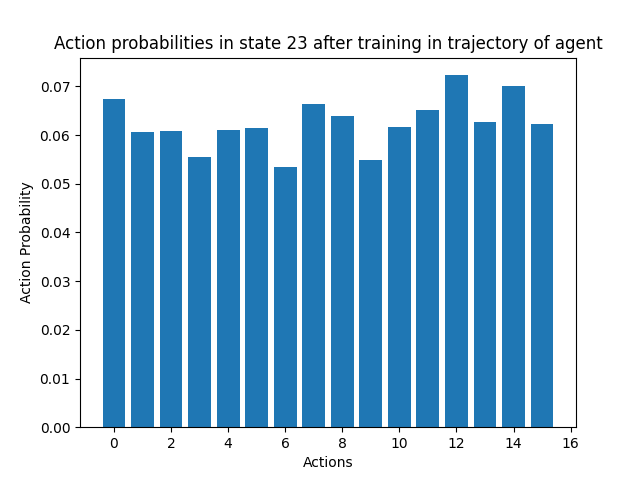 Action probabilities in state 23 after training in trajectory of agent
0.07
0.06
0.05
0.04
0.03
0.02
0.01
0.00
Action Probability
0 2 4 6 8 10 12 14 16
Actions